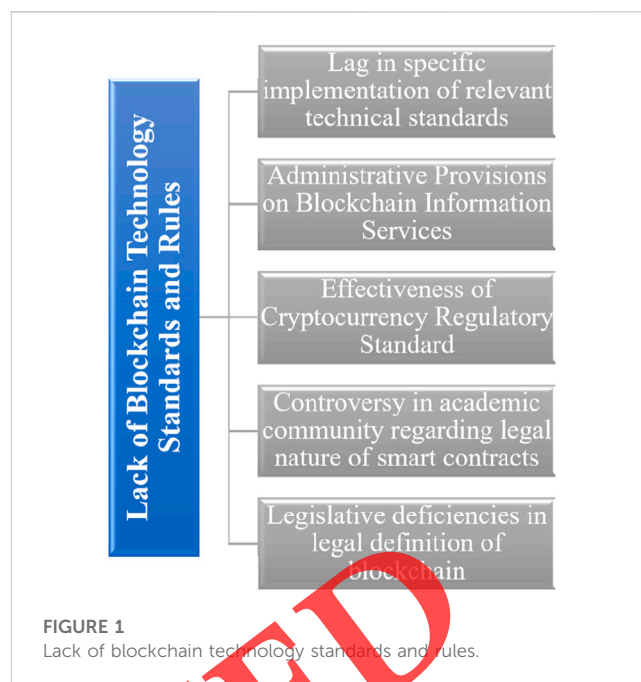 Lack of Blockchain Technology
Standards and Rules
Lag in specific
implementation of relevant
technical standards
Administrative Provisions
on Blockchain Information
Services
Effectiveness of
Cryptocurrency Regulatory
Standard
Controversy in academic
community regarding legal
nature of smart contracts
Legislative deficiencies in
legal definition of
blockchain
FIGURE 1
Lack of blockchain technology standards and rules.